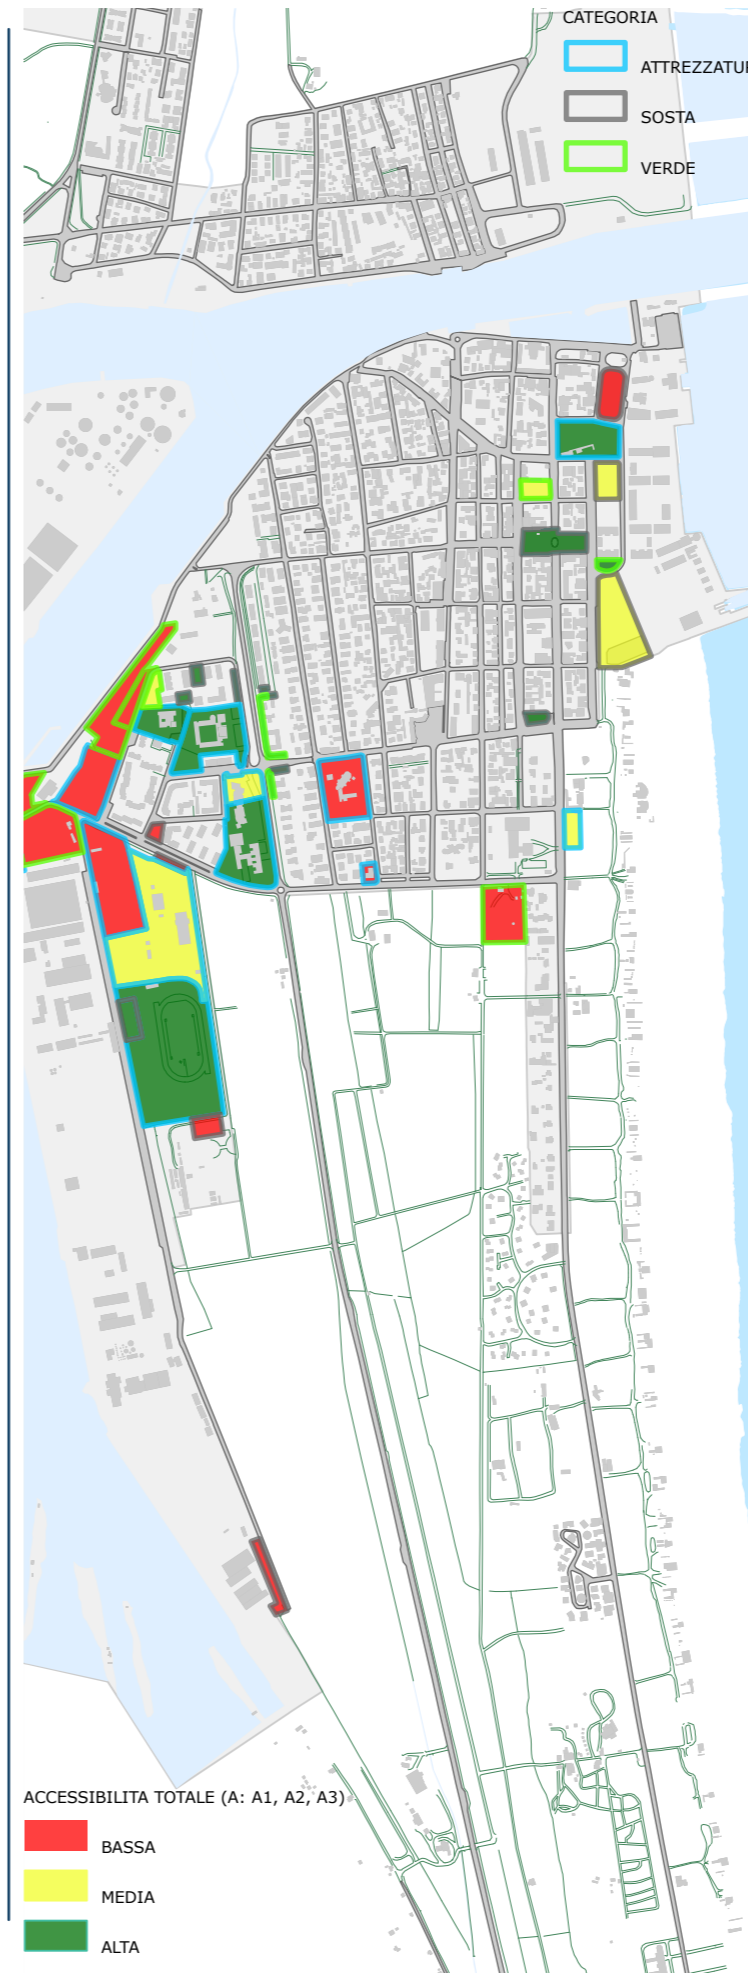 CATEGORIA
ATTREZZATUR
SOSTA
VERDE
ACCESSIBILITA TOTALE (A: A1, A2, A3)
BASSA
MEDIA
ALTA